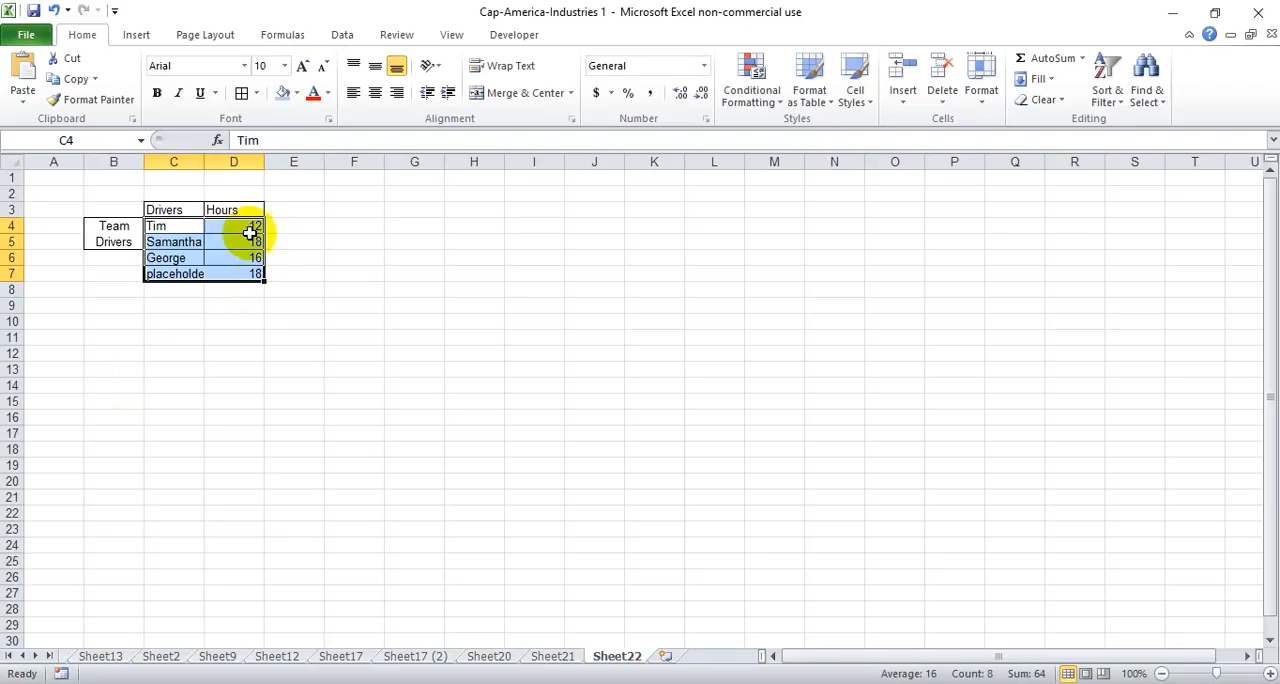 Cap-America-Industries 1 - Microsoft Excel non-commercial use
File Home Insert Page Layout Formulas Data Review View Developer
Paste
Cut
Copy
Format Painter
Clipboard
Arial 10
B I U A
Font
Wrap Text
Merge & Center
Alignment
General
$ % ,
Number
Conditional Formatting
Format as Table
Cell Styles
Styles
Insert Delete Format
Cells
Σ AutoSum
Fill
Clear
Sort & Filter
Find & Select
Editing
C4 fx Tim
A B C D E F G H I J K L M N O P Q R S T U
1
2
3 Drivers Hours
4 Team Tim 12
5 Drivers Samantha 18
6 George 16
7 placeholde 18
8
9
10
11
12
13
14
15
16
17
18
19
20
21
22
23
24
25
26
27
28
29
30
Sheet13 Sheet2 Sheet9 Sheet12 Sheet17 Sheet17 (2) Sheet20 Sheet21 Sheet22
Ready Average: 16 Count: 8 Sum: 64 100%